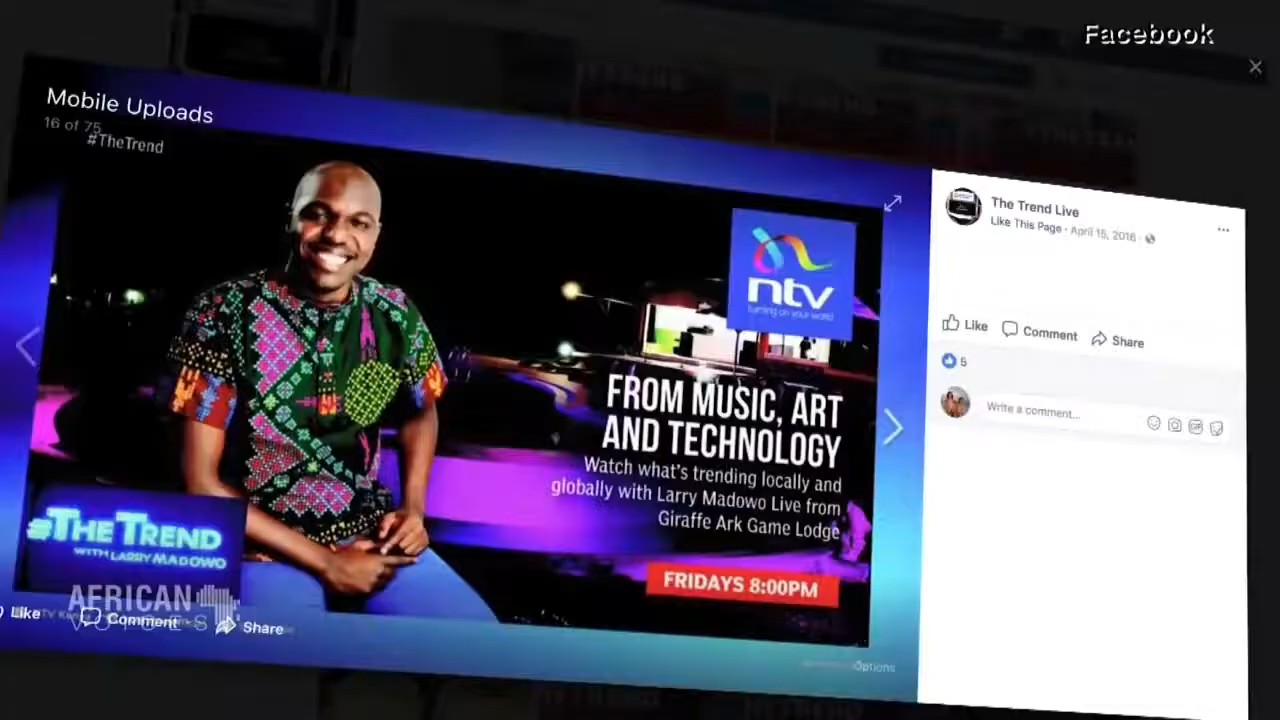 Facebook
Mobile Uploads
16 of 75
#TheTrend
ntv
turning on your world
FROM MUSIC, ART
AND TECHNOLOGY
Watch what's trending locally and
globally with Larry Madowo Live from
Giraffe Ark Game Lodge
FRIDAYS 8:00PM
#THE TREND
WITH LARRY MADOWO
AFRICAN
VOICES
Like
Comment
Share
Options
The Trend Live
Like This Page · April 15, 2016
Like Comment Share
5
Write a comment...
GIF